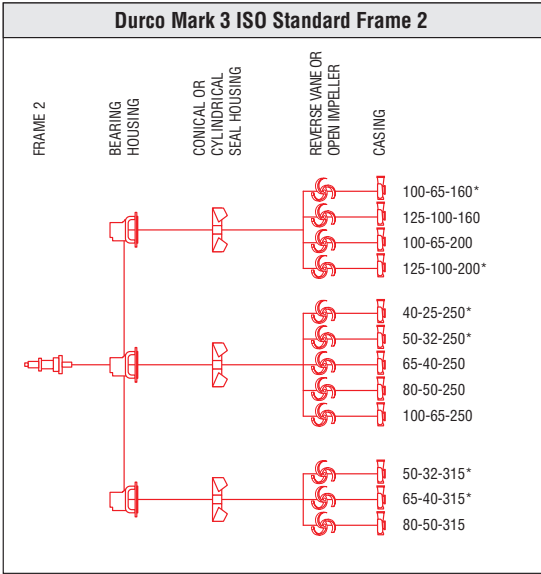 Durco Mark 3 ISO Standard Frame 2
FRAME 2
BEARING
HOUSING
CONICAL OR
CYLINDRICAL
SEAL HOUSING
REVERSE VANE OR
OPEN IMPELLER
CASING
100-65-160*
125-100-160
100-65-200
125-100-200*
40-25-250*
50-32-250*
65-40-250
80-50-250
100-65-250
50-32-315*
65-40-315*
80-50-315